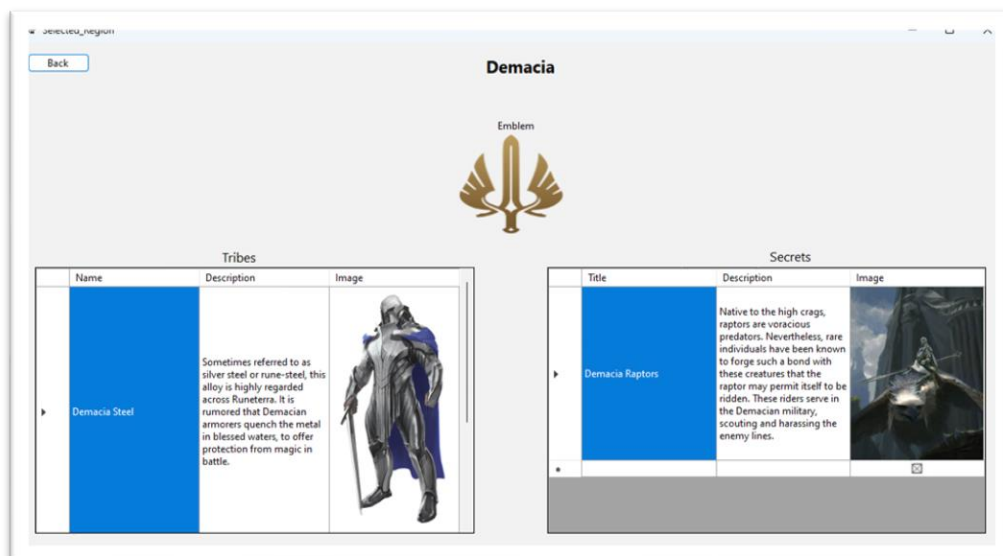 Selected_Region
Back
Demacia
Emblem
Tribes
Name Description Image
Demacia Steel
Sometimes referred to as
silver steel or rune-steel, this
alloy is highly regarded
across Runeterra. It is
rumored that Demacian
armorers quench the metal
in blessed waters, to offer
protection from magic in
battle.
Secrets
Title Description Image
Demacia Raptors
Native to the high crags,
raptors are voracious
predators. Nevertheless, rare
individuals have been known
to forge such a bond with
these creatures that the
raptor may permit itself to be
ridden. These riders serve in
the Demacian military,
scouting and harassing the
enemy lines.